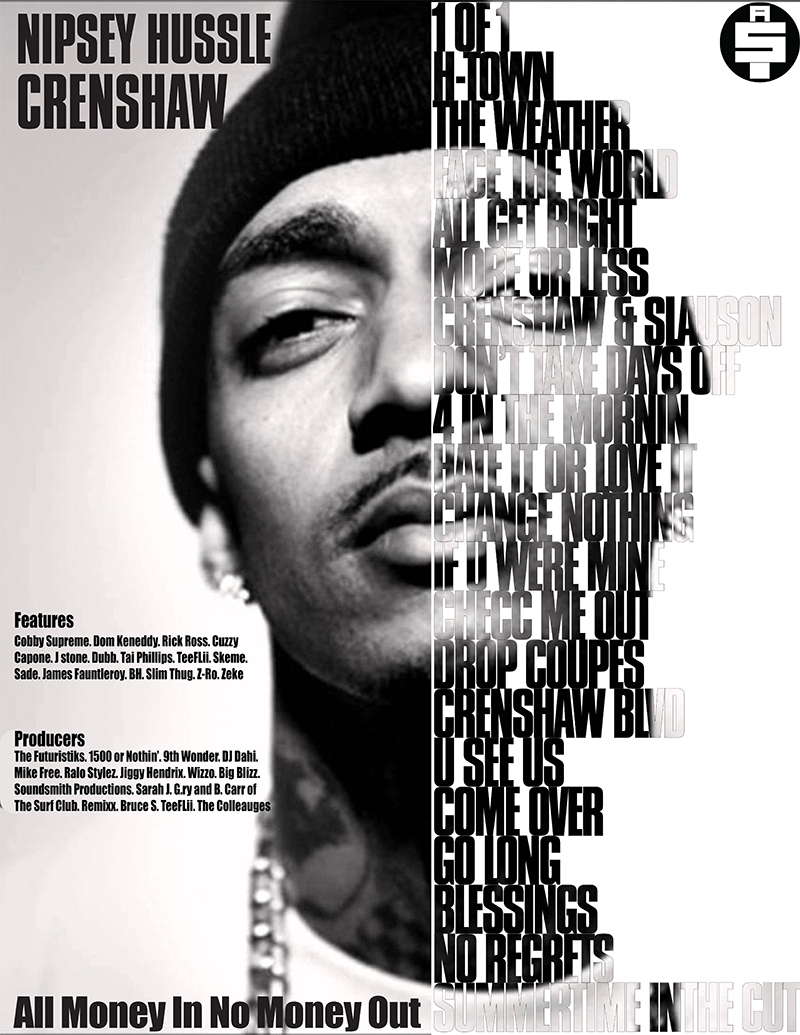 NIPSEY HUSSLE
CRENSHAW
Features
Cobby Supreme. Dom Keneddy. Rick Ross. Cuzzy
Capone. J stone. Dubb. Tai Phillips. TeeFLii. Skeme.
Sade. James Fauntleroy. BH. Slim Thug. Z-Ro. Zeke
Producers
The Futuristiks. 1500 or Nothin'. 9th Wonder. DJ Dahi.
Mike Free. Ralo Stylez. Jiggy Hendrix. Wizzo. Big Blizz.
Soundsmith Productions. Sarah J. G.ry and B. Carr of
The Surf Club. Remixx. Bruce S. TeeFLii. The Colleauges
All Money In No Money Out
1 OF 1
H-TOWN
THE WEATHER
FACE THE WORLD
ALL GET RIGHT
MORE OR LESS
CRENSHAW & SLAUSON
DON'T TAKE DAYS OFF
4 IN THE MORNIN
HATE IT OR LOVE IT
CHANGE NOTHING
IF U WERE MINE
CHECC ME OUT
DROP COUPES
CRENSHAW BLVD
U SEE US
COME OVER
GO LONG
BLESSINGS
NO REGRETS
SUMMERTIME IN THE CUT